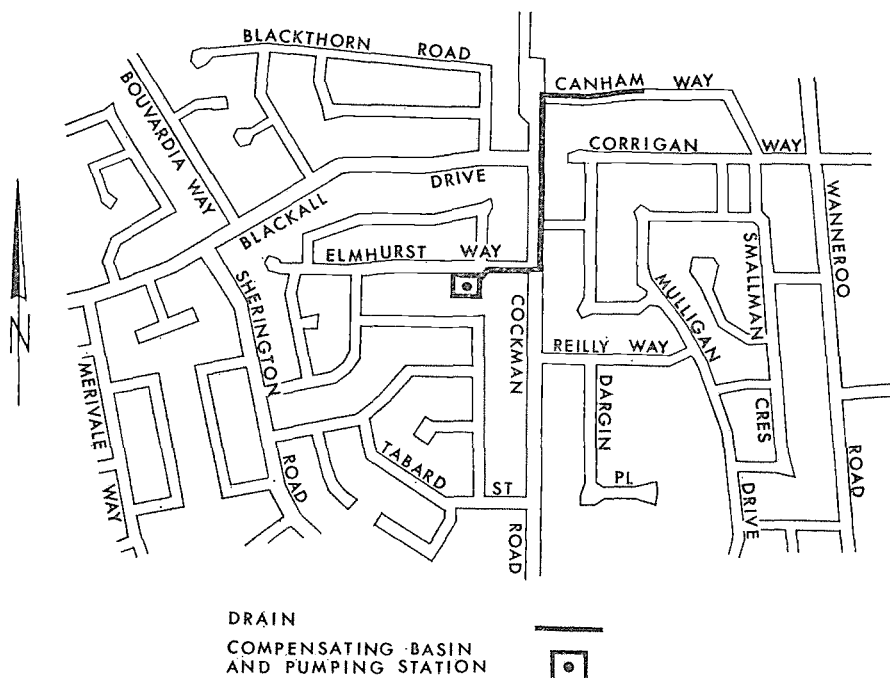 BLACKTHORN ROAD
BOUVARDIA WAY
CANHAM WAY
CORRIGAN WAY
BLACKALL DRIVE
WANNEROO ROAD
ELMHURST WAY
SHERINGTON ROAD
SMALLMAN CRES
MULLIGAN DRIVE
COCKMAN ROAD
REILLY WAY
MERIVALE WAY
DARGIN PL
TABARD ST
N
DRAIN
COMPENSATING BASIN
AND PUMPING STATION